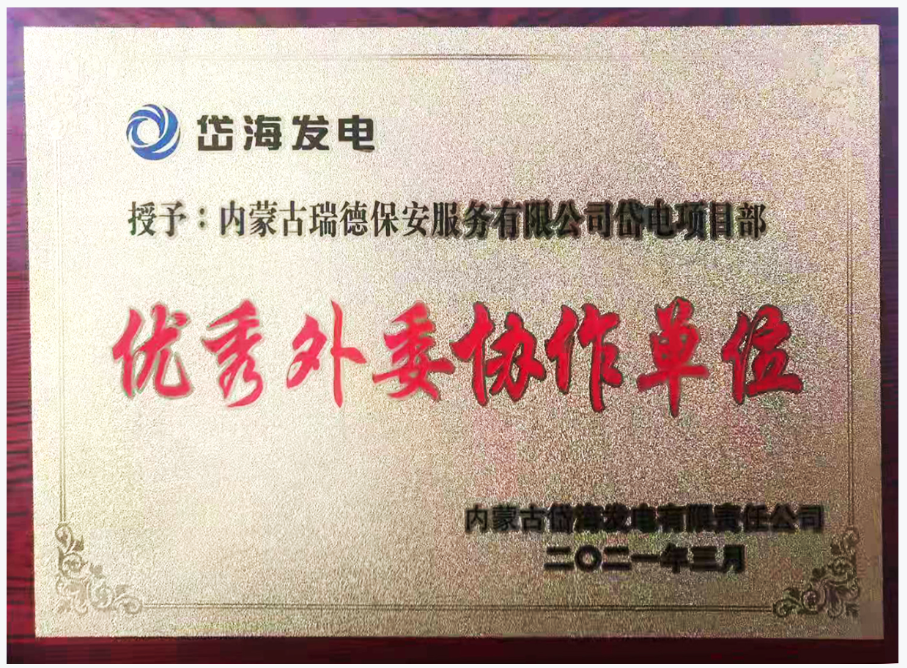 岱海发电
授予：内蒙古瑞德保安服务有限公司岱电项目部
优秀外委协作单位
内蒙古岱海发电有限责任公司
二〇二一年三月